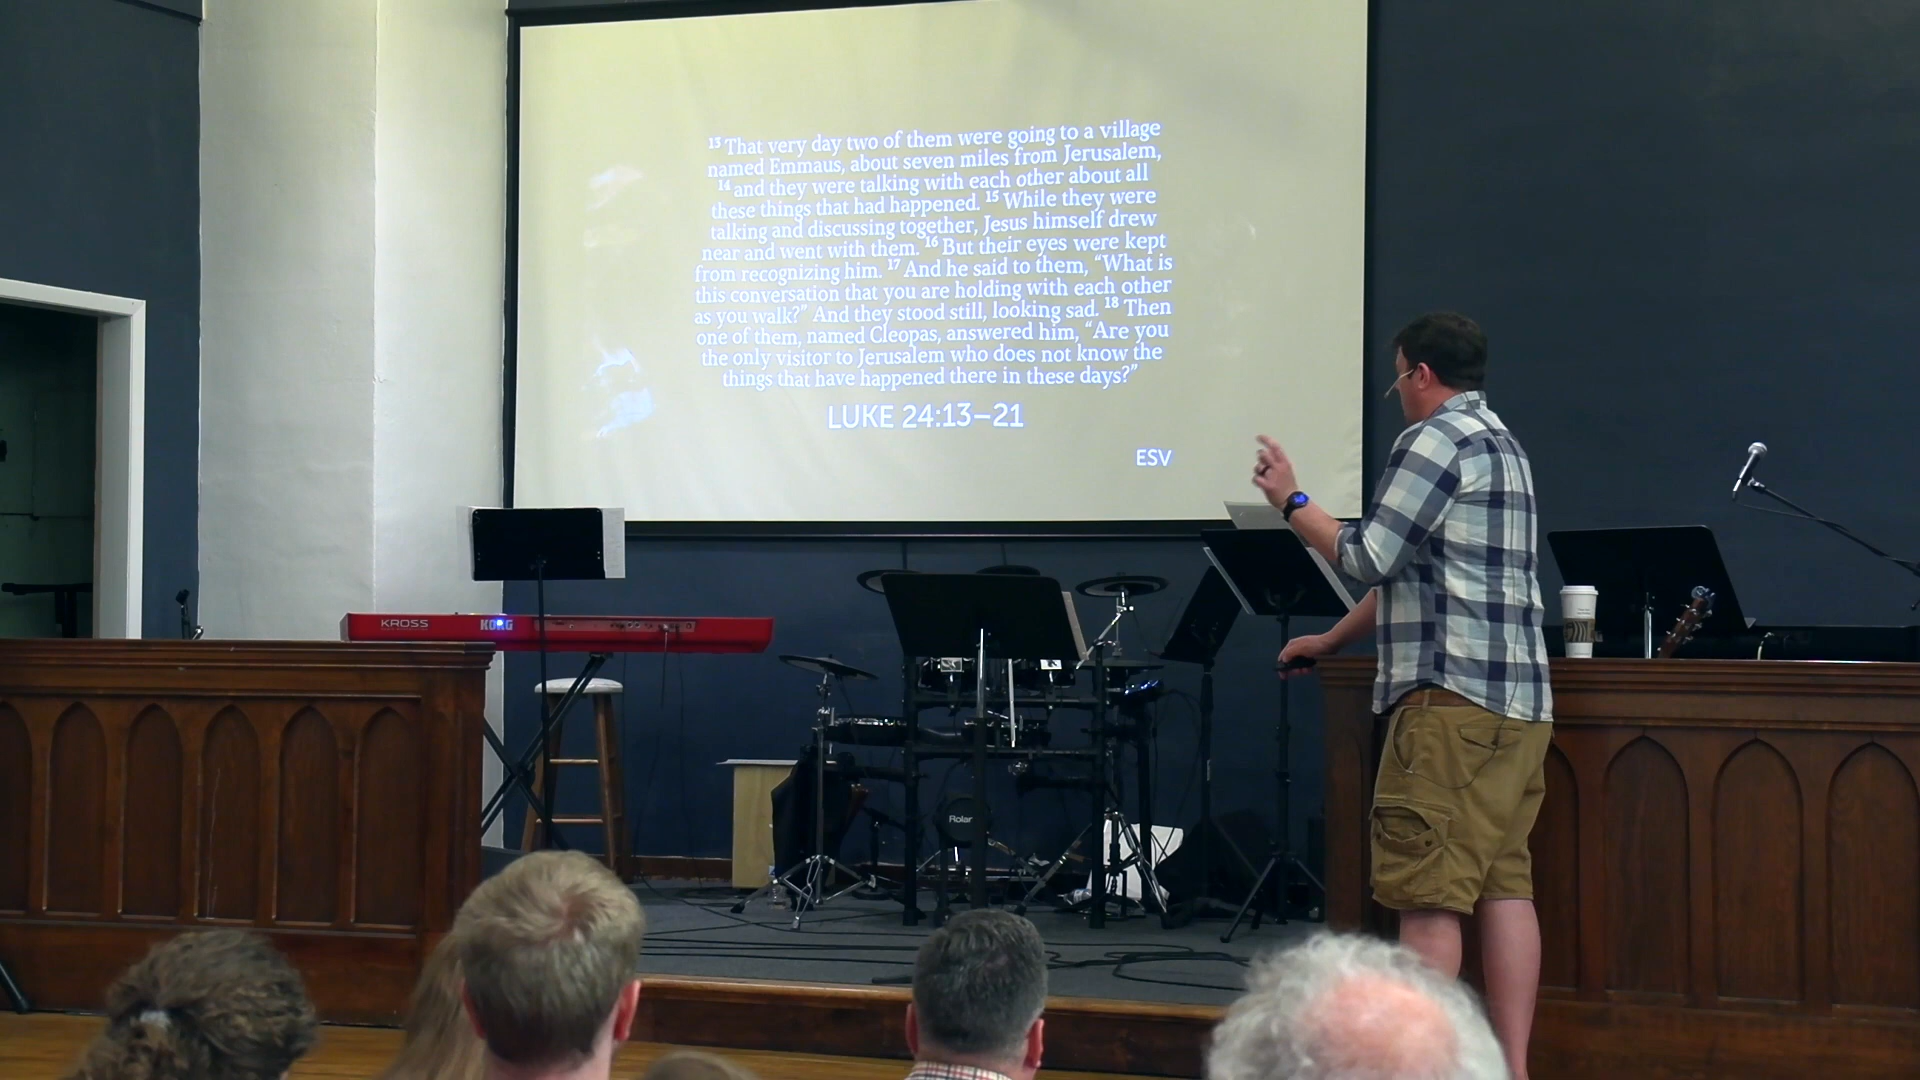 ¹³ That very day two of them were going to a village
named Emmaus, about seven miles from Jerusalem,
¹⁴ and they were talking with each other about all
these things that had happened. ¹⁵ While they were
talking and discussing together, Jesus himself drew
near and went with them. ¹⁶ But their eyes were kept
from recognizing him. ¹⁷ And he said to them, “What is
this conversation that you are holding with each other
as you walk?” And they stood still, looking sad. ¹⁸ Then
one of them, named Cleopas, answered him, “Are you
the only visitor to Jerusalem who does not know the
things that have happened there in these days?”
LUKE 24:13–21
ESV
KROSS
KORG
Rolan